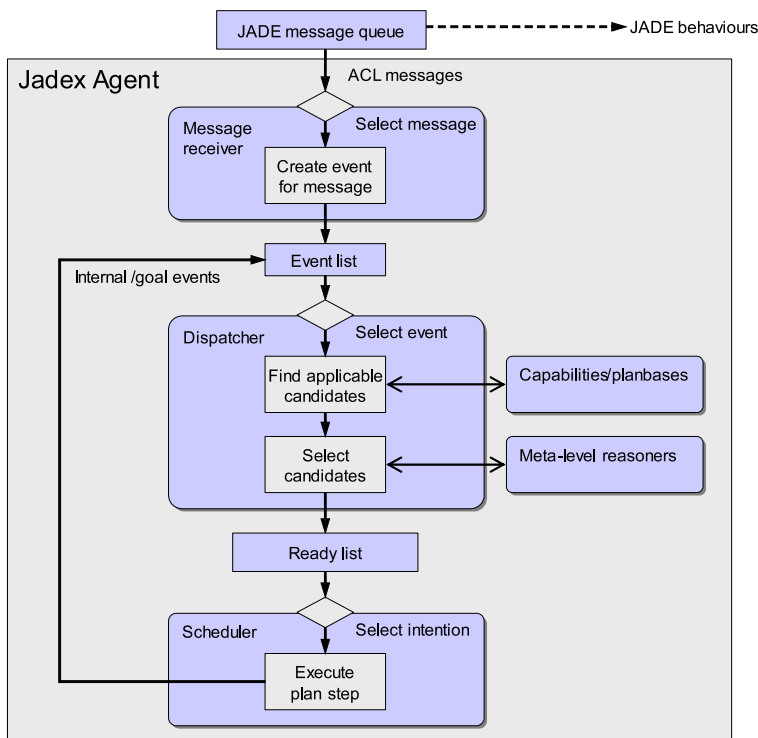 JADE message queue
JADE behaviours
ACL messages
Jadex Agent
Message
receiver
Select message
Create event
for message
Event list
Internal /goal events
Dispatcher
Select event
Find applicable
candidates
Capabilities/planbases
Select
candidates
Meta-level reasoners
Ready list
Scheduler
Select intention
Execute
plan step